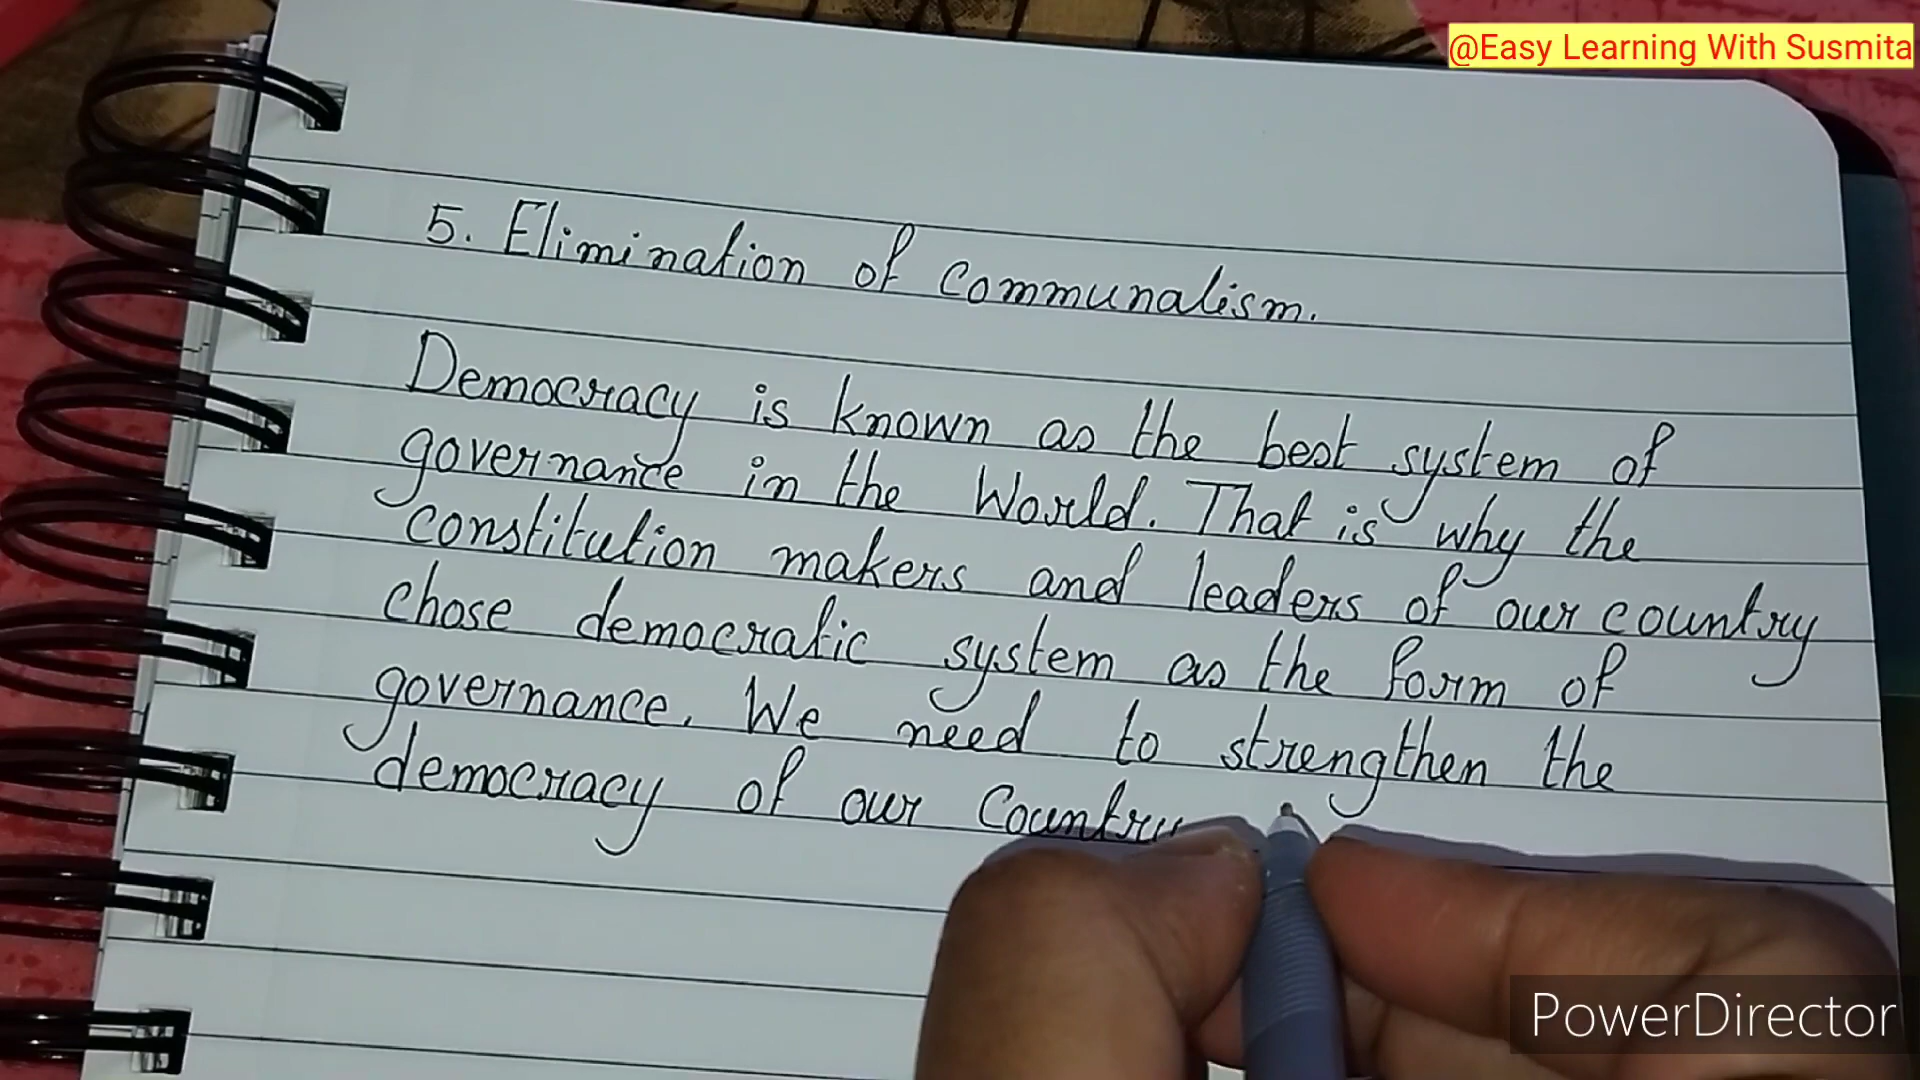 @Easy Learning With Susmita
5. Elimination of Communalism.
Democracy is known as the best system of
governance in the World. That is why the
constitution makers and leaders of our country
chose democratic system as the form of
governance. We need to strengthen the
democracy of our Country
PowerDirector